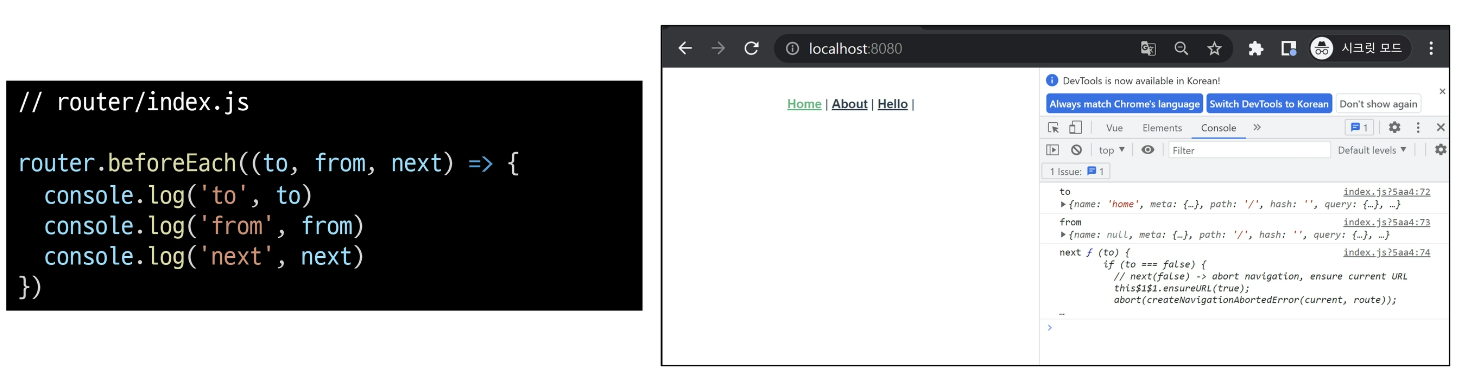 // router/index.js
router.beforeEach((to, from, next) => {
  console.log('to', to)
  console.log('from', from)
  console.log('next', next)
})
localhost:8080
시크릿 모드
Home | About | Hello |
DevTools is now available in Korean!
Always match Chrome's language Switch DevTools to Korean Don't show again
Vue Elements Console » 1
top ▼ Filter Default levels ▼
1 Issue: 1
to index.js?5aa4:72
▶{name: 'home', meta: {…}, path: '/', hash: '', query: {…}, …}
from index.js?5aa4:73
▶{name: null, meta: {…}, path: '/', hash: '', query: {…}, …}
next ƒ (to) { index.js?5aa4:74
if (to === false) {
// next(false) -> abort navigation, ensure current URL
this$1$1.ensureURL(true);
abort(createNavigationAbortedError(current, route));
…